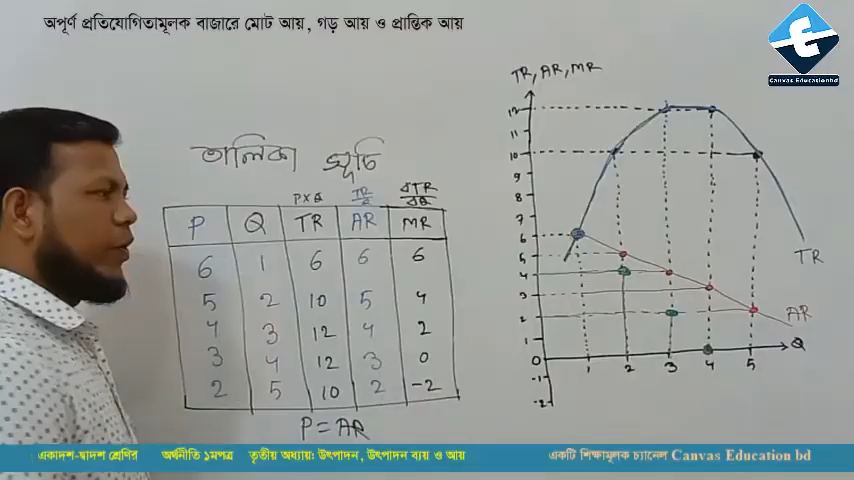 অপূর্ণ প্রতিযোগিতামূলক বাজারে মোট আয়, গড় আয় ও প্রান্তিক আয়
Canvas Educationbd
তালিকা সূচি
P×Q TR/Q ΔTR/ΔQ
P Q TR AR MR
6 1 6 6 6
5 2 10 5 4
4 3 12 4 2
3 4 12 3 0
2 5 10 2 -2
P = AR
TR, AR, MR
12
11
10
9
8
7
6
5
4
3
2
1
0
-1
-2
1 2 3 4 5 Q
TR
AR
একাদশ-দ্বাদশ শ্রেণির অর্থনীতি ১মপত্র তৃতীয় অধ্যায়: উৎপাদন, উৎপাদন ব্যয় ও আয় একটি শিক্ষামূলক চ্যানেল Canvas Education bd